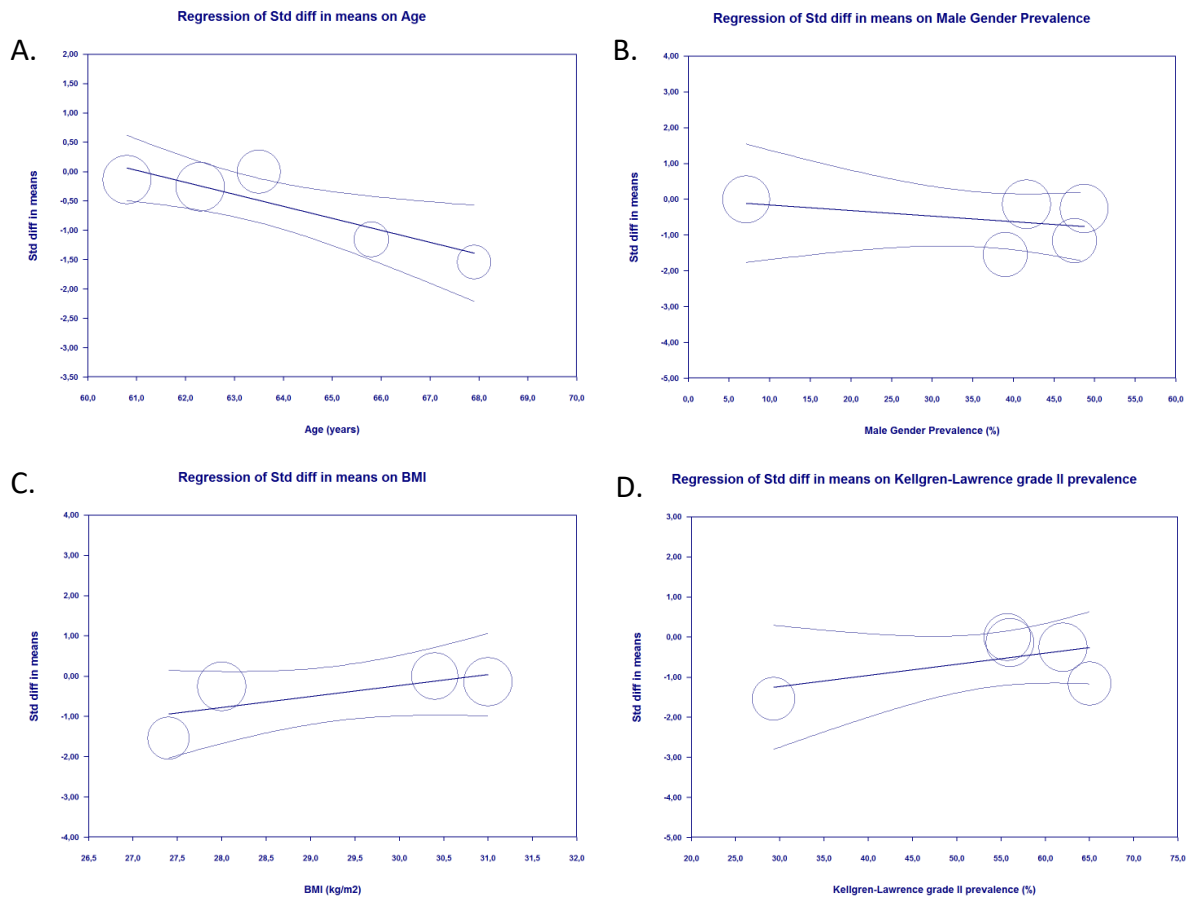 A.
Regression of Std diff in means on Age
2,00
1,50
1,00
0,50
0,00
-0,50
-1,00
-1,50
-2,00
-2,50
-3,00
-3,50
Std diff in means
60,0 61,0 62,0 63,0 64,0 65,0 66,0 67,0 68,0 69,0 70,0
Age (years)
B.
Regression of Std diff in means on Male Gender Prevalence
4,00
3,00
2,00
1,00
0,00
-1,00
-2,00
-3,00
-4,00
-5,00
Std diff in means
0,0 5,0 10,0 15,0 20,0 25,0 30,0 35,0 40,0 45,0 50,0 55,0 60,0
Male Gender Prevalence (%)
C.
Regression of Std diff in means on BMI
4,00
3,00
2,00
1,00
0,00
-1,00
-2,00
-3,00
-4,00
Std diff in means
26,5 27,0 27,5 28,0 28,5 29,0 29,5 30,0 30,5 31,0 31,5 32,0
BMI (kg/m2)
D.
Regression of Std diff in means on Kellgren-Lawrence grade II prevalence
3,00
2,00
1,00
0,00
-1,00
-2,00
-3,00
-4,00
-5,00
Std diff in means
20,0 25,0 30,0 35,0 40,0 45,0 50,0 55,0 60,0 65,0 70,0 75,0
Kellgren-Lawrence grade II prevalence (%)